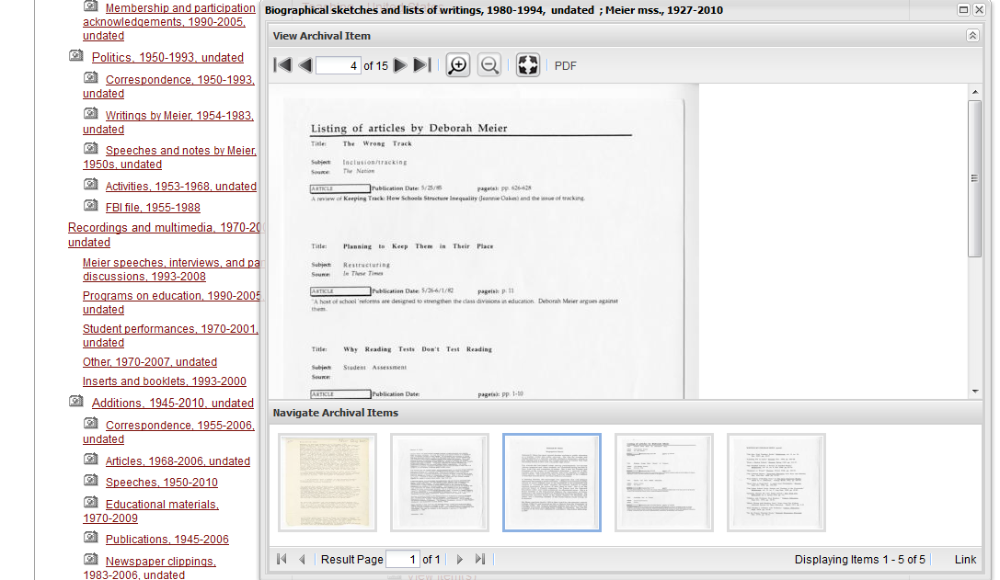 Membership and participation
acknowledgements, 1990-2005,
undated
Politics, 1950-1993, undated
Correspondence, 1950-1993,
undated
Writings by Meier, 1954-1983,
undated
Speeches and notes by Meier,
1950s, undated
Activities, 1953-1968, undated
FBI file, 1955-1988
Recordings and multimedia, 1970-20
undated
Meier speeches, interviews, and pa
discussions, 1993-2008
Programs on education, 1990-2005,
undated
Student performances, 1970-2001,
undated
Other, 1970-2007, undated
Inserts and booklets, 1993-2000
Additions, 1945-2010, undated
Correspondence, 1955-2006,
undated
Articles, 1968-2006, undated
Speeches, 1950-2010
Educational materials,
1970-2009
Publications, 1945-2006
Newspaper clippings,
1983-2006, undated
Biographical sketches and lists of writings, 1980-1994, undated ; Meier mss., 1927-2010
View Archival Item
4 of 15 PDF
Listing of articles by Deborah Meier
Title: The Wrong Track
Subject: Inclusion/tracking
Source: The Nation
ARTICLE Publication Date: 5/25/85 page(s): pp. 626-628
A review of Keeping Track: How Schools Structure Inequality (Jeannie Oakes) and the issue of tracking.
Title: Planning to Keep Them in Their Place
Subject: Restructuring
Source: In These Times
ARTICLE Publication Date: 5/26-6/1/82 page(s): p. 11
"A host of school 'reforms are designed to strengthen the class divisions in education. Deborah Meier argues against
them.
Title: Why Reading Tests Don't Test Reading
Subject: Student Assessment
Source:
ARTICLE Publication Date: page(s): pp. 1-10
Navigate Archival Items
Result Page 1 of 1 Displaying Items 1 - 5 of 5 Link
View item(s)